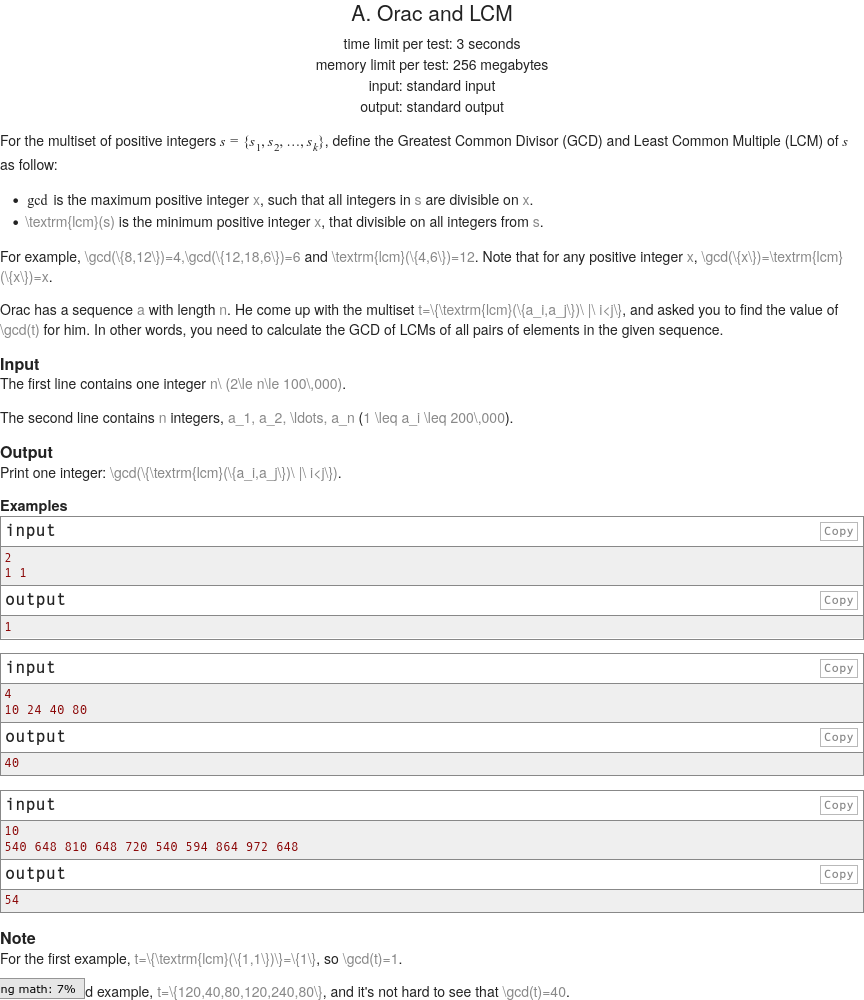 A. Orac and LCM
time limit per test: 3 seconds
memory limit per test: 256 megabytes
input: standard input
output: standard output
For the multiset of positive integers s = {s1, s2, …, sk}, define the Greatest Common Divisor (GCD) and Least Common Multiple (LCM) of s
as follow:
• gcd is the maximum positive integer x, such that all integers in s are divisible on x.
• \textrm{lcm}(s) is the minimum positive integer x, that divisible on all integers from s.
For example, \gcd(\{8,12\})=4,\gcd(\{12,18,6\})=6 and \textrm{lcm}(\{4,6\})=12. Note that for any positive integer x, \gcd(\{x\})=\textrm{lcm}
(\{x\})=x.
Orac has a sequence a with length n. He come up with the multiset t=\{\textrm{lcm}(\{a_i,a_j\})\ |\ i<j\}, and asked you to find the value of
\gcd(t) for him. In other words, you need to calculate the GCD of LCMs of all pairs of elements in the given sequence.
Input
The first line contains one integer n\ (2\le n\le 100\,000).
The second line contains n integers, a_1, a_2, \ldots, a_n (1 \leq a_i \leq 200\,000).
Output
Print one integer: \gcd(\{\textrm{lcm}(\{a_i,a_j\})\ |\ i<j\}).
Examples
input Copy
2
1 1
output Copy
1
input Copy
4
10 24 40 80
output Copy
40
input Copy
10
540 648 810 648 720 540 594 864 972 648
output Copy
54
Note
For the first example, t=\{\textrm{lcm}(\{1,1\})\}=\{1\}, so \gcd(t)=1.
ng math: 7% d example, t=\{120,40,80,120,240,80\}, and it's not hard to see that \gcd(t)=40.